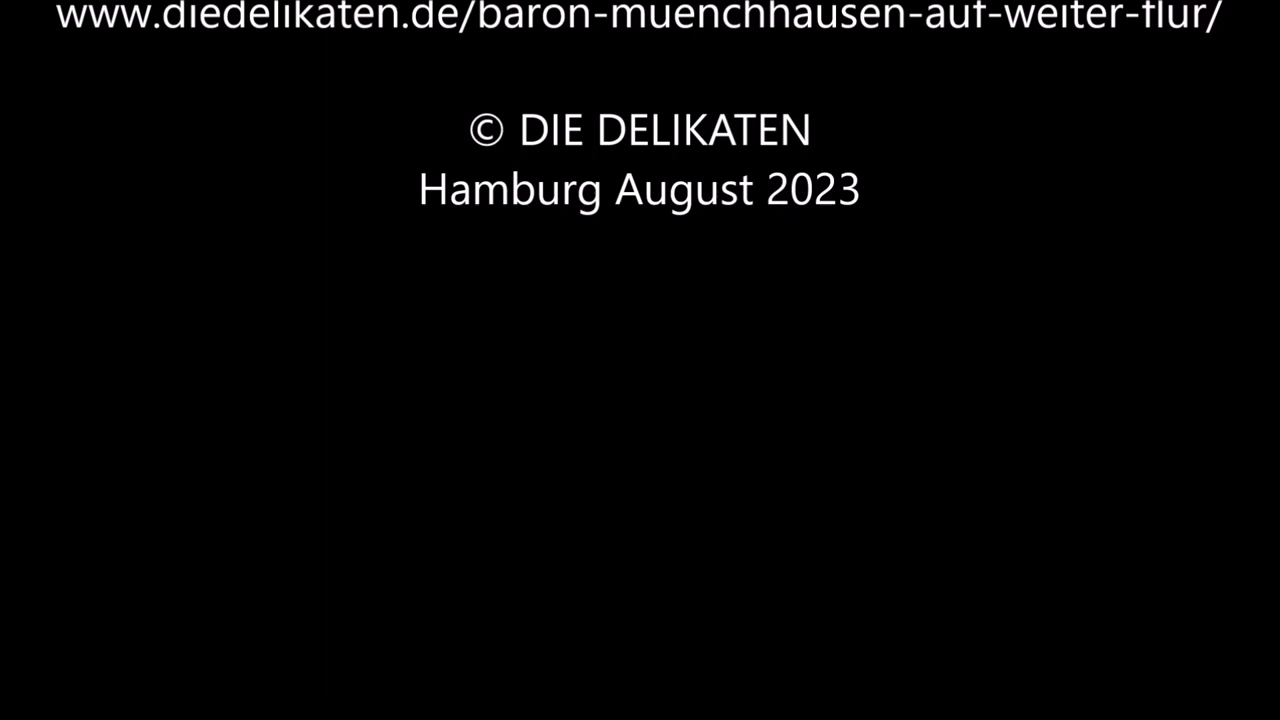 www.diedelikaten.de/baron-muenchhausen-auf-weiter-flur/
© DIE DELIKATEN
Hamburg August 2023